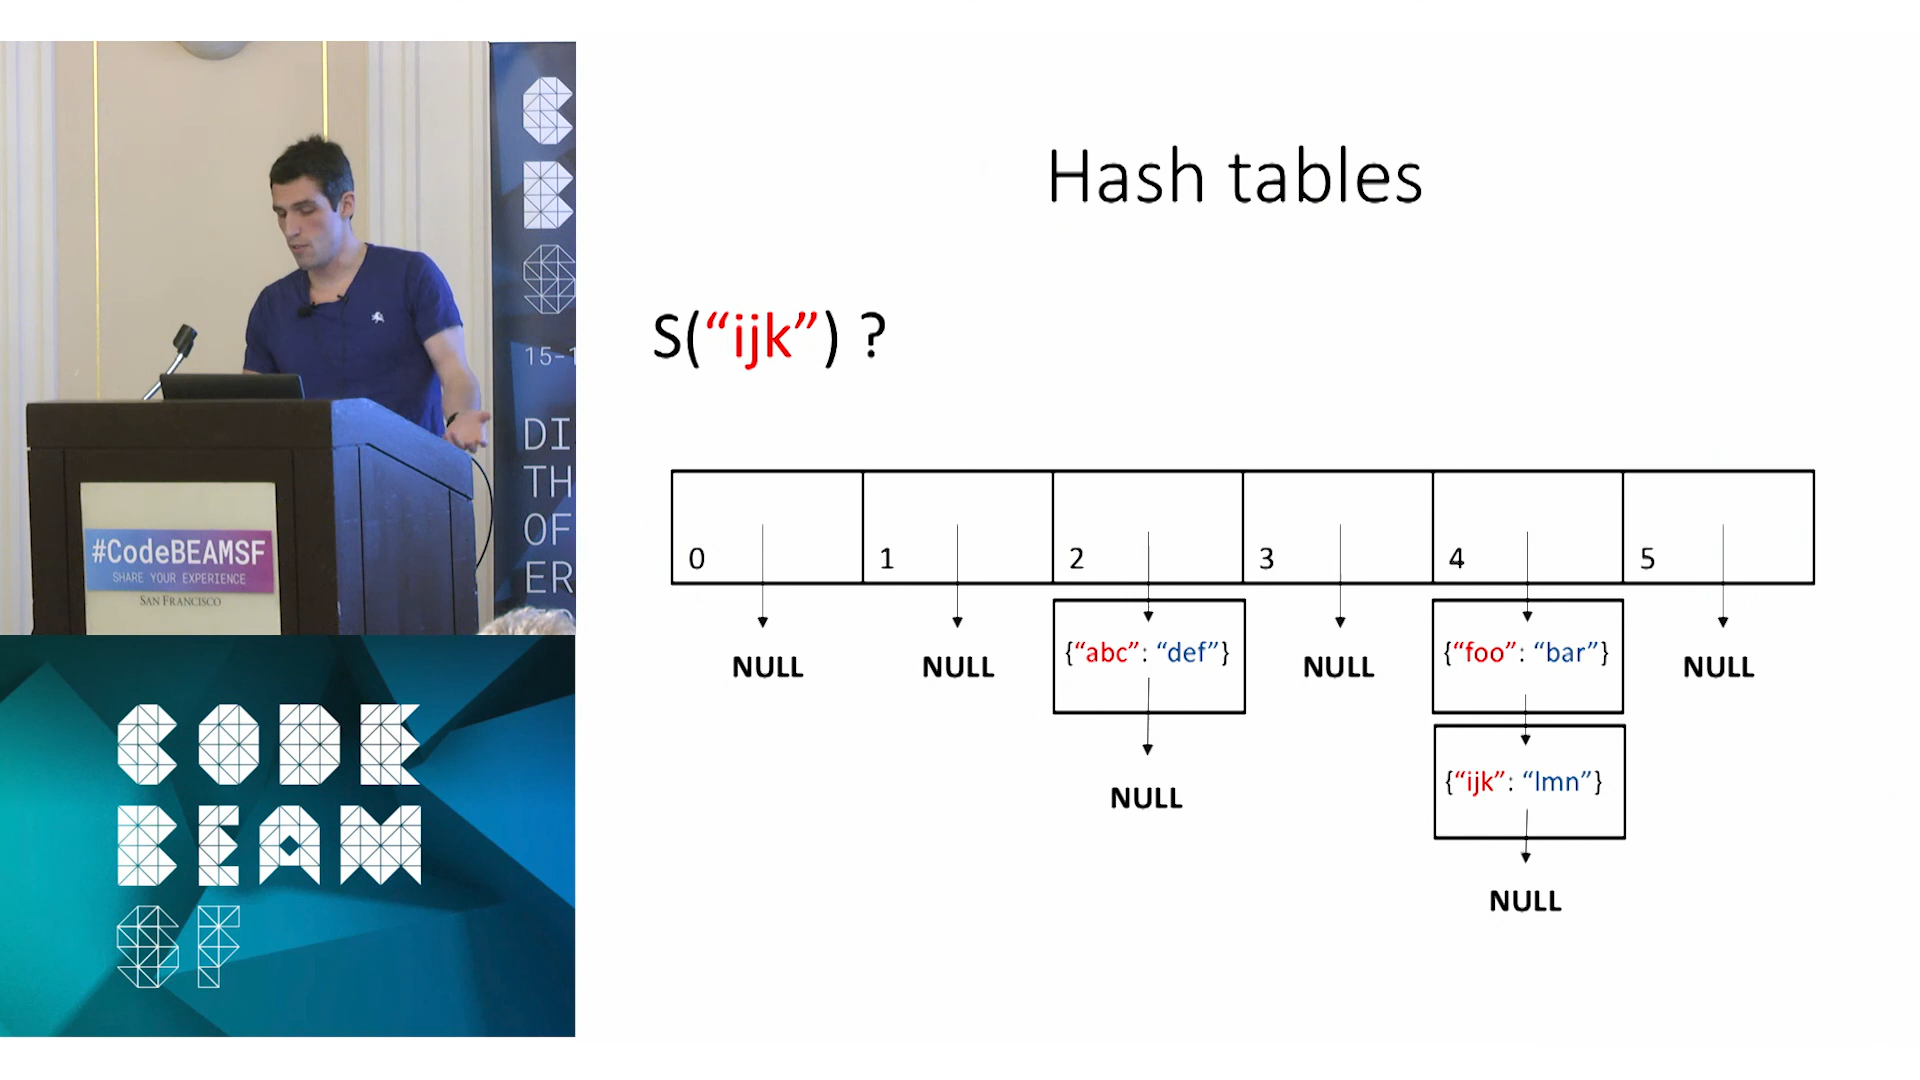 Hash tables
S(“ijk”) ?
0 1 2 3 4 5
NULL NULL {“abc”: “def”} NULL {“foo”: “bar”} NULL
NULL {“ijk”: “lmn”}
NULL
15-1
DI
TH
OF
ER
#CodeBEAMSF
SHARE YOUR EXPERIENCE
SAN FRANCISCO
CODE
BEAM
SF